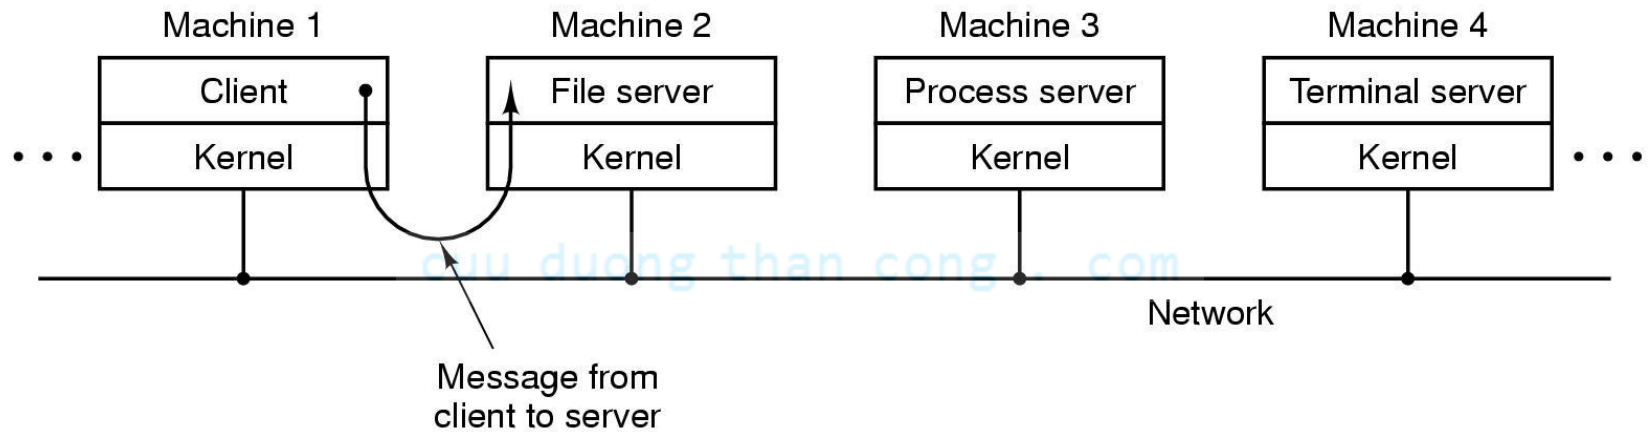 Machine 1
Machine 2
Machine 3
Machine 4
Client
File server
Process server
Terminal server
. . .
Kernel
Kernel
Kernel
Kernel
. . .
cuu duong than cong . com
Network
Message from
client to server